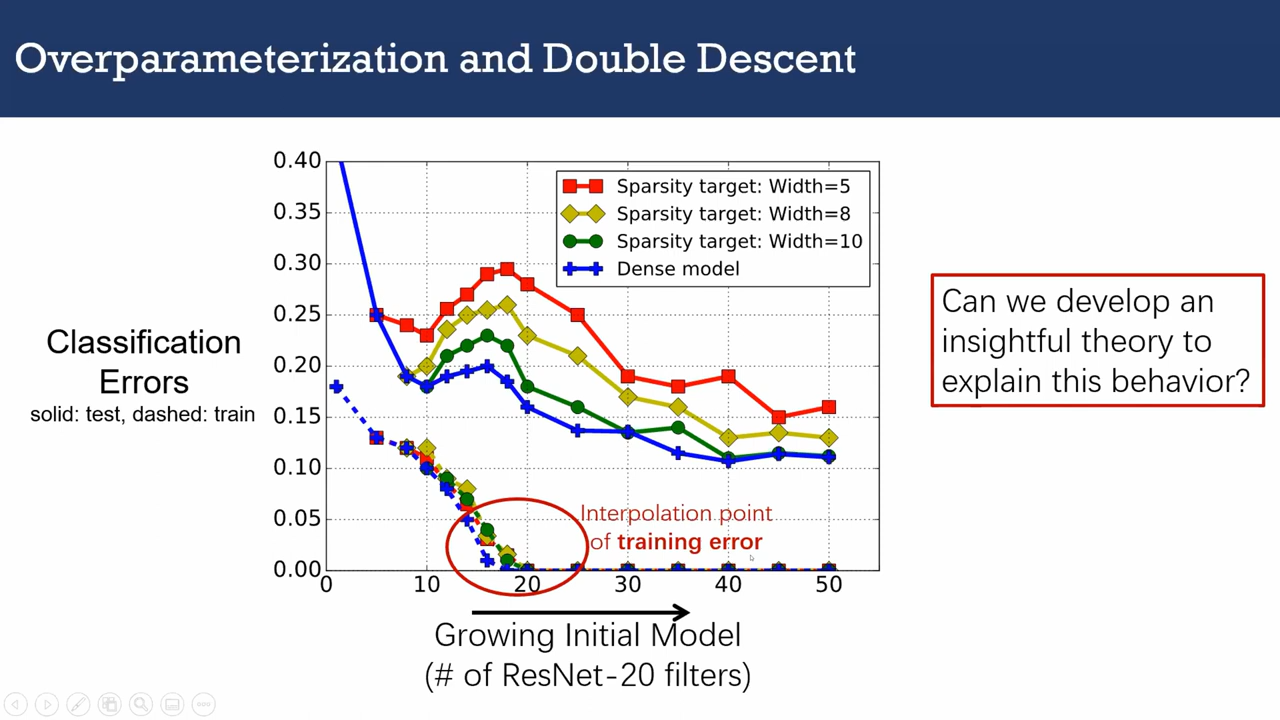 Overparameterization and Double Descent
0.40
0.35
0.30
0.25
0.20
0.15
0.10
0.05
0.00
0 10 20 30 40 50
Sparsity target: Width=5
Sparsity target: Width=8
Sparsity target: Width=10
Dense model
Classification
Errors
solid: test, dashed: train
Interpolation point
of training error
Growing Initial Model
(# of ResNet-20 filters)
Can we develop an
insightful theory to
explain this behavior?